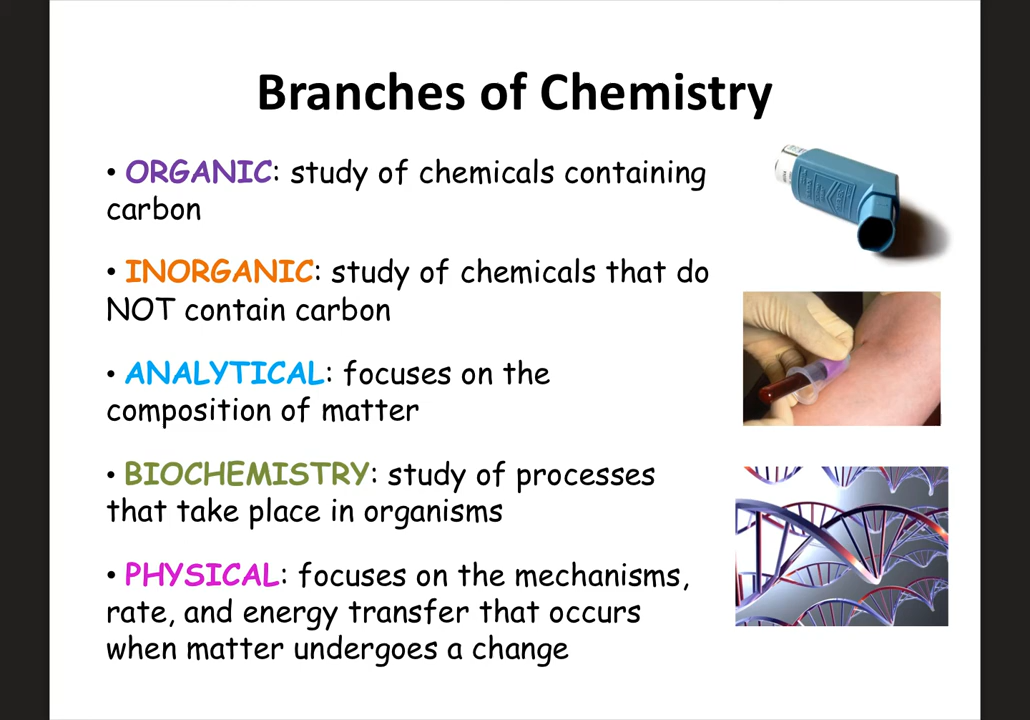 Branches of Chemistry
• ORGANIC: study of chemicals containing
carbon
• INORGANIC: study of chemicals that do
NOT contain carbon
• ANALYTICAL: focuses on the
composition of matter
• BIOCHEMISTRY: study of processes
that take place in organisms
• PHYSICAL: focuses on the mechanisms,
rate, and energy transfer that occurs
when matter undergoes a change